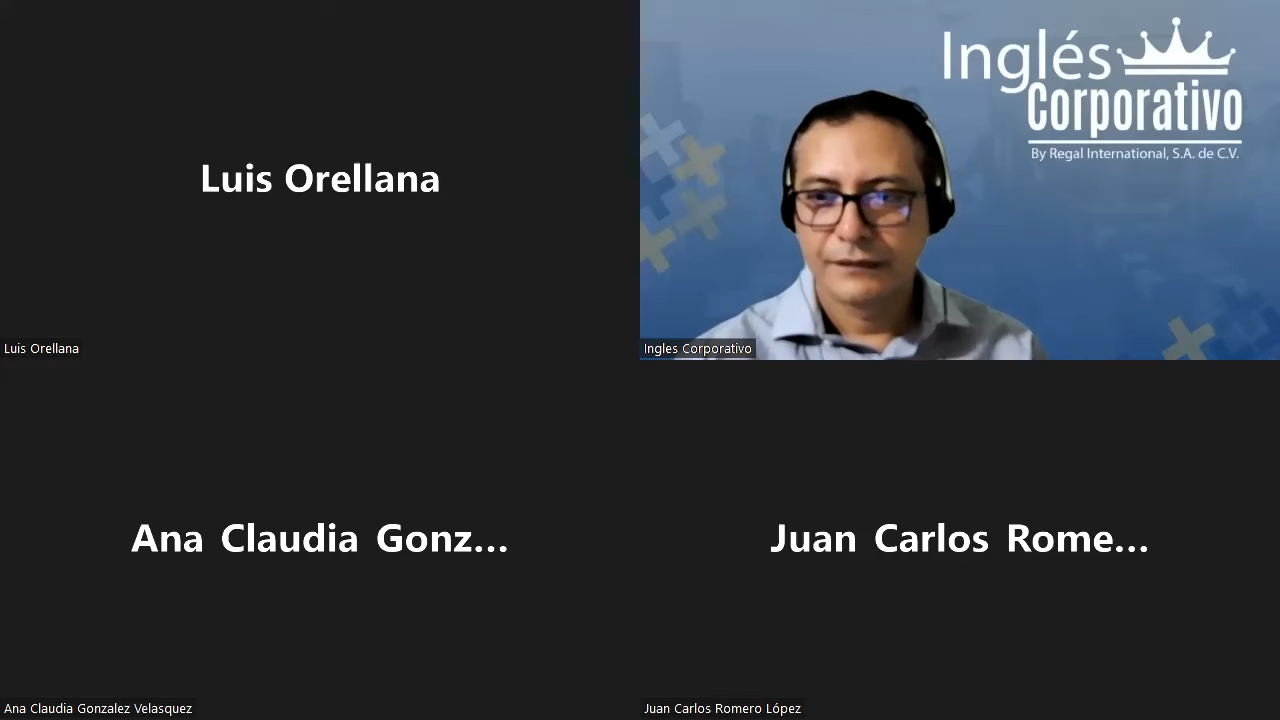 Luis Orellana
Luis Orellana
Inglés
Corporativo
By Regal International, S.A. de C.V.
Ingles Corporativo
Ana Claudia Gonz...
Ana Claudia Gonzalez Velasquez
Juan Carlos Rome...
Juan Carlos Romero López